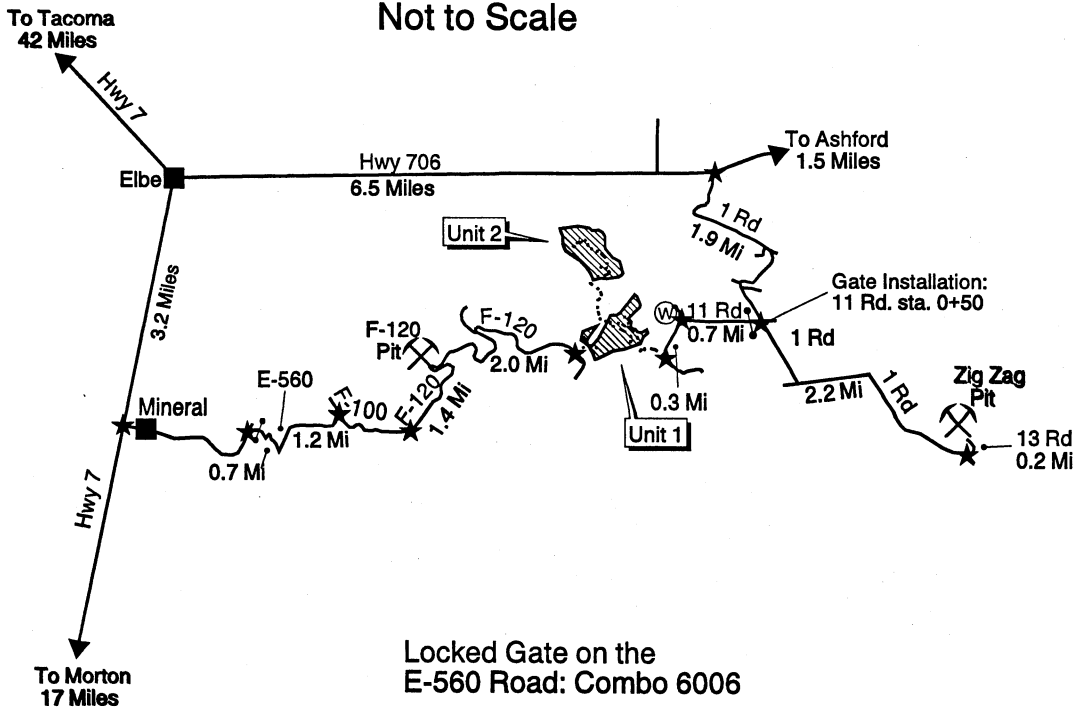 Not to Scale
To Tacoma
42 Miles
Hwy 7
Elbe
Hwy 706
6.5 Miles
To Ashford
1.5 Miles
1 Rd
1.9 Mi
Unit 2
3.2 Miles
Gate Installation:
11 Rd. sta. 0+50
W
11 Rd
0.7 Mi
1 Rd
F-120
Pit
F-120
2.0 Mi
E-560
F-100
F-120
1.4 Mi
0.3 Mi
2.2 Mi
1 Rd
Zig Zag
Pit
Mineral
0.7 Mi
1.2 Mi
Unit 1
13 Rd
0.2 Mi
Hwy 7
To Morton
17 Miles
Locked Gate on the
E-560 Road: Combo 6006